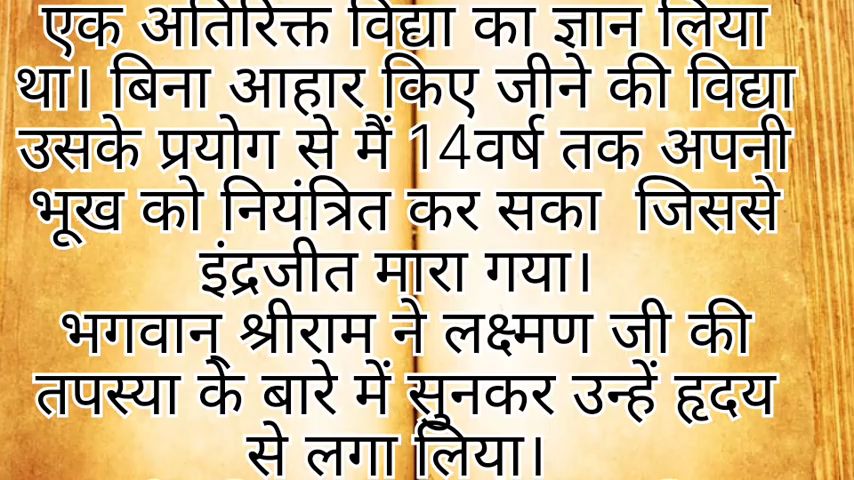 एक अतिरिक्त विद्या का ज्ञान लिया
था। बिना आहार किए जीने की विद्या
उसके प्रयोग से मैं 14वर्ष तक अपनी
भूख को नियंत्रित कर सका  जिससे
इंद्रजीत मारा गया।
भगवान् श्रीराम ने लक्ष्मण जी की
तपस्या के बारे में सुनकर उन्हें हृदय
से लगा लिया।